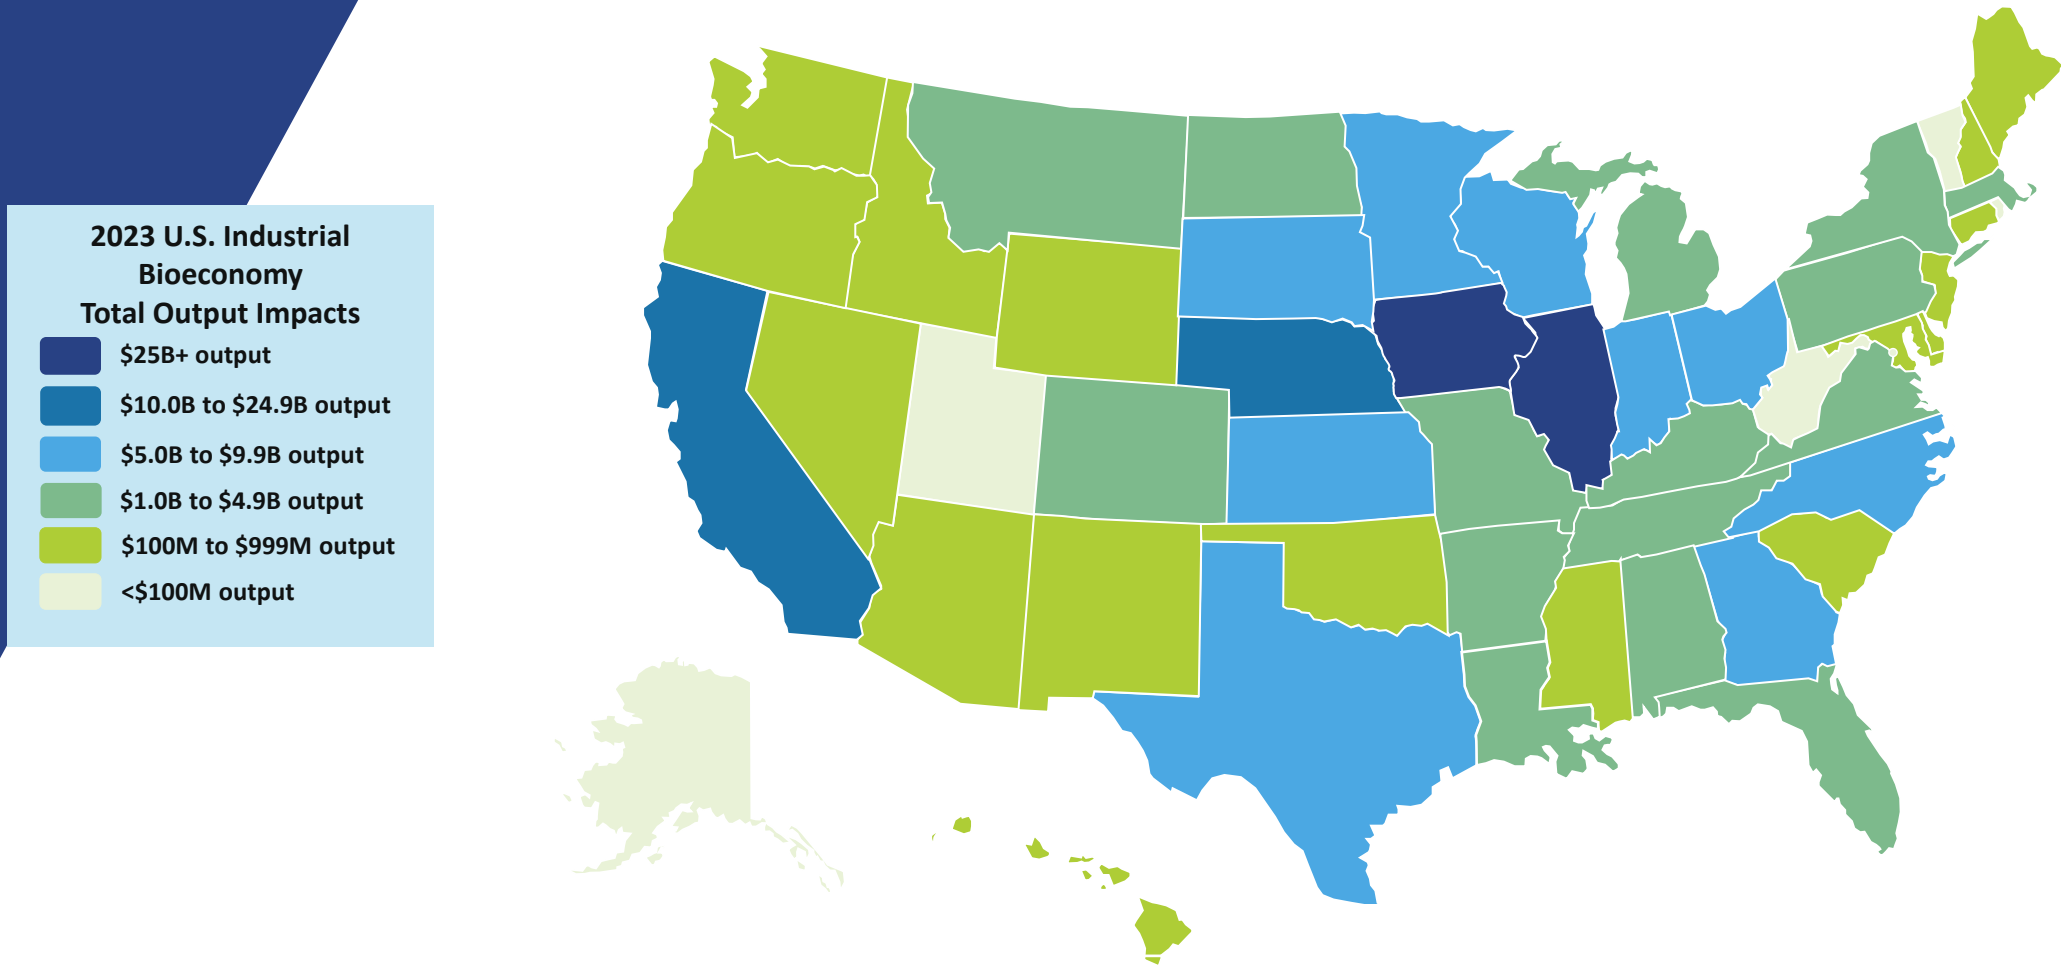 2023 U.S. Industrial
Bioeconomy
Total Output Impacts
$25B+ output
$10.0B to $24.9B output
$5.0B to $9.9B output
$1.0B to $4.9B output
$100M to $999M output
<$100M output